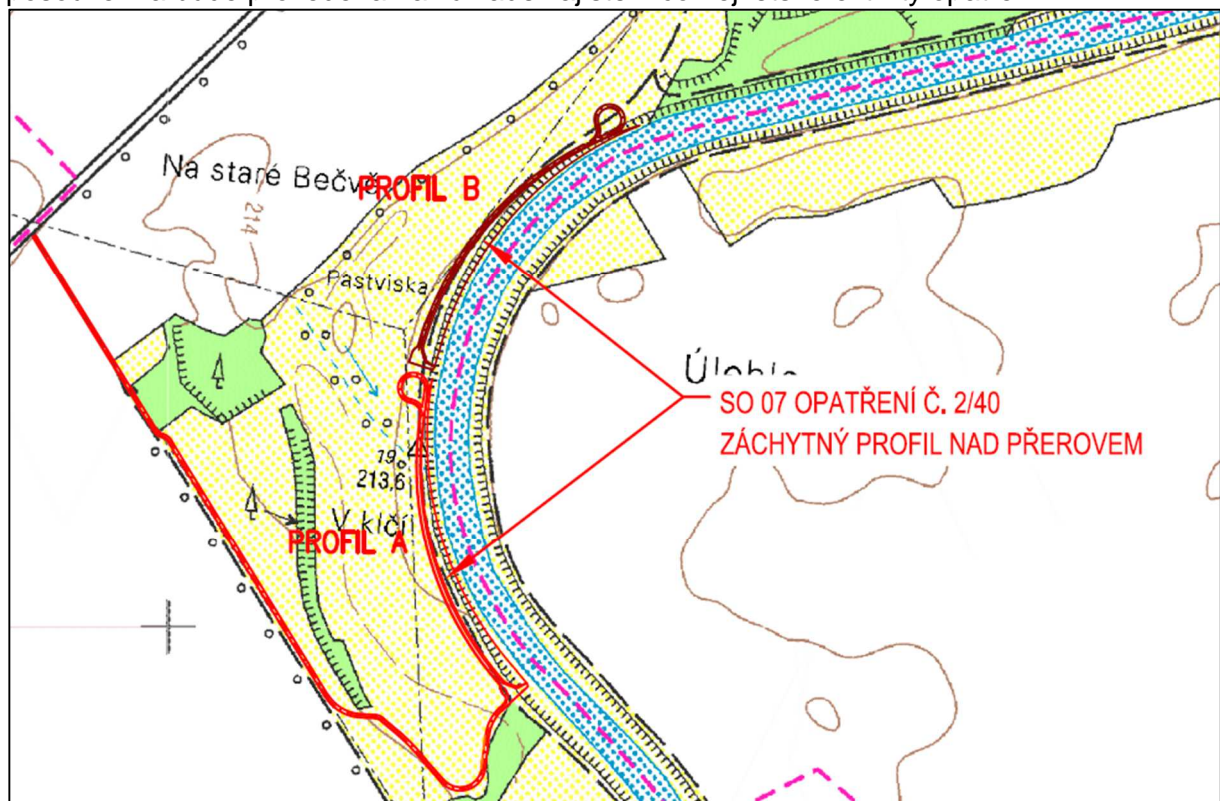 Na staré Bečvě
PROFIL B
214
Pastviska
SO 07 OPATŘENÍ Č. 2/40
ZÁCHYTNÝ PROFIL NAD PŘEROVEM
19
213,6
V klčí
PROFIL A